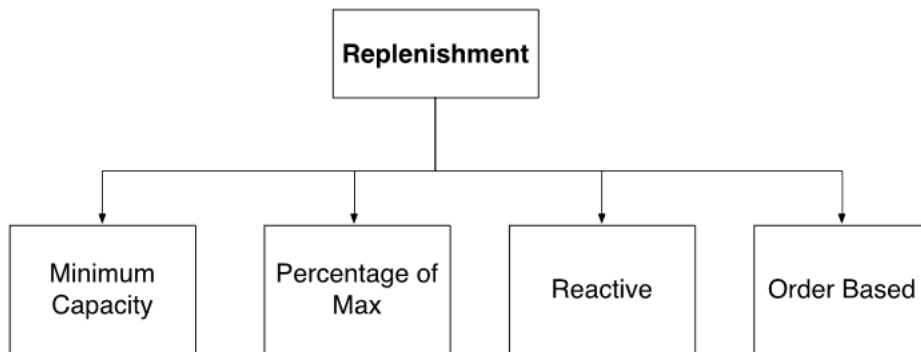 Replenishment
Minimum
Capacity
Percentage of
Max
Reactive
Order Based